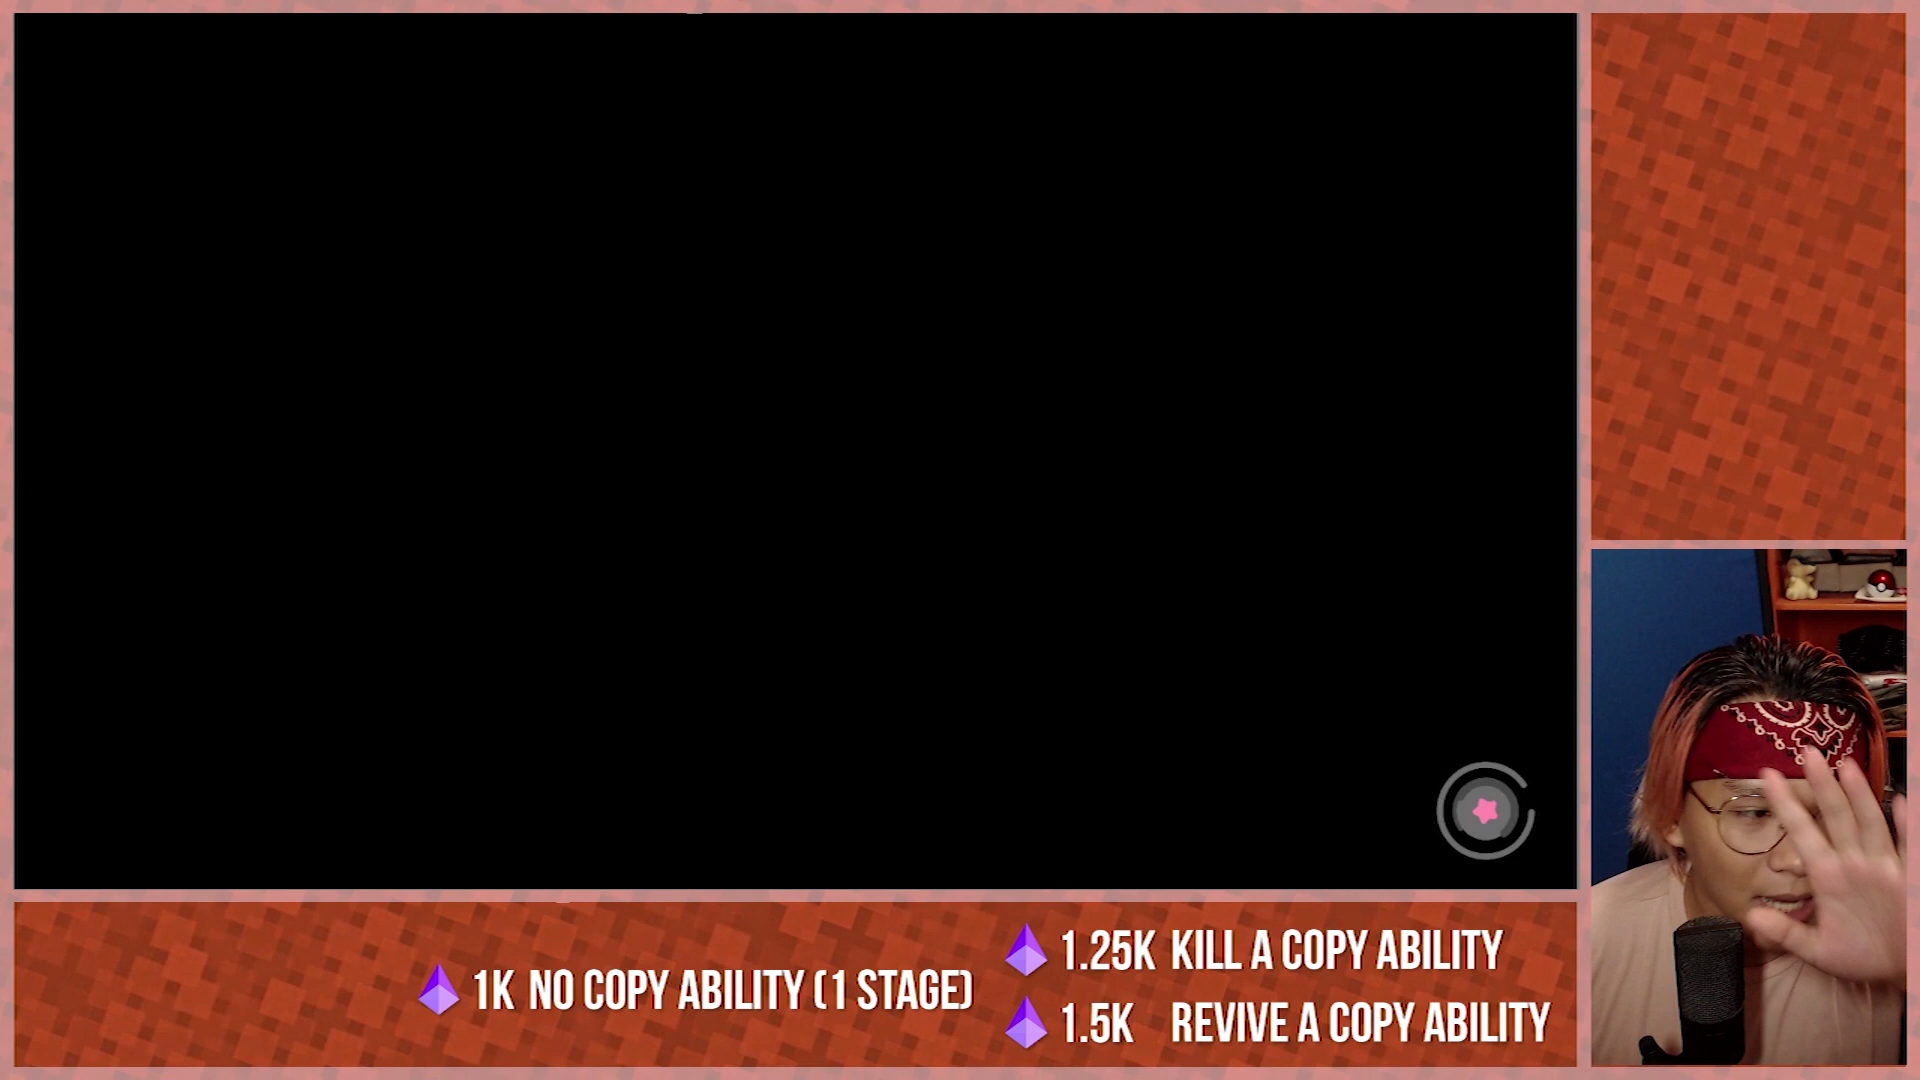 1K NO COPY ABILITY (1 STAGE)
1.25K KILL A COPY ABILITY
1.5K REVIVE A COPY ABILITY